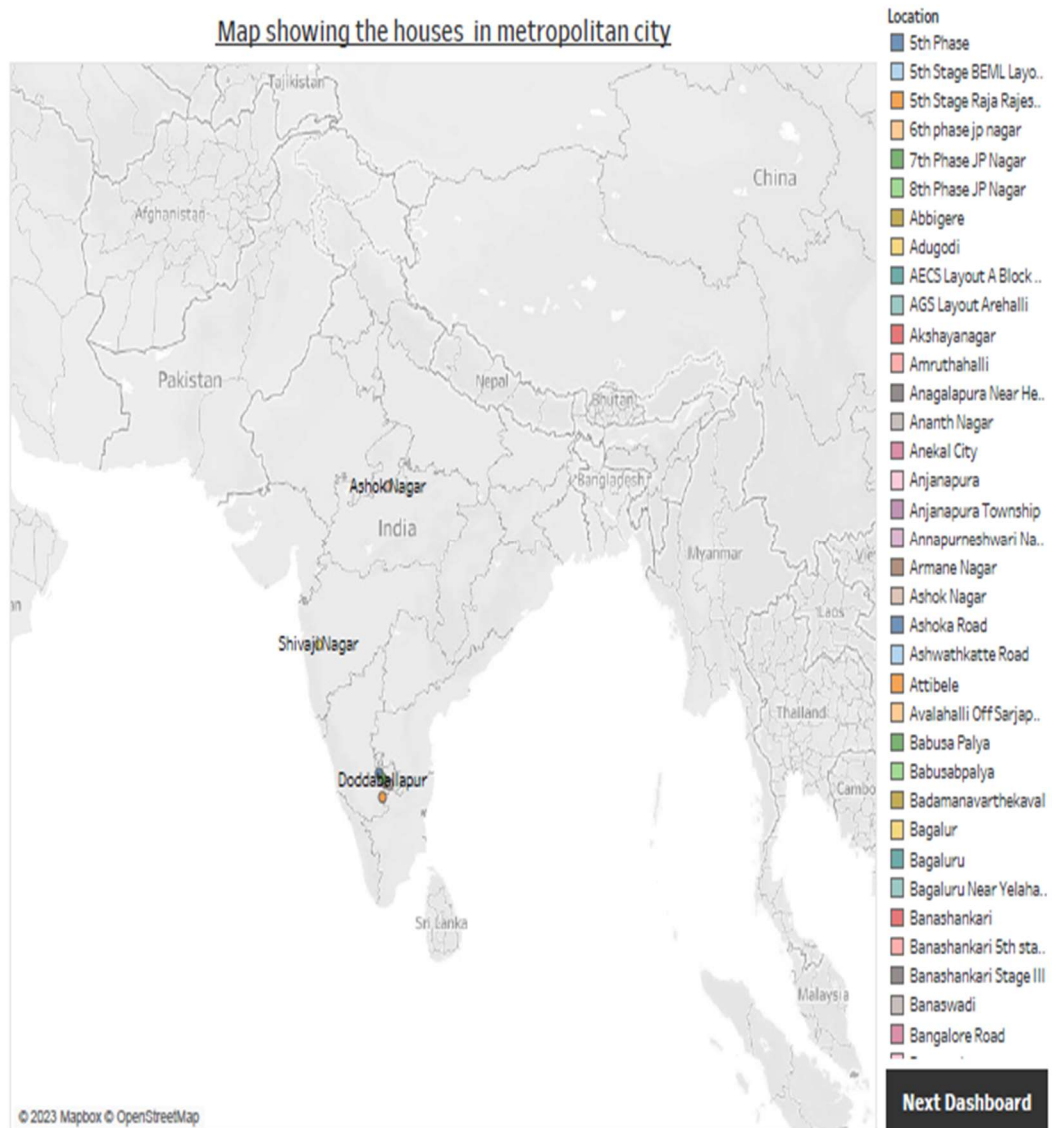 Map showing the houses in metropolitan city
Location
5th Phase
5th Stage BEML Layo..
5th Stage Raja Rajes..
6th phase jp nagar
7th Phase JP Nagar
8th Phase JP Nagar
Abbigere
Adugodi
AECS Layout A Block ..
AGS Layout Arehalli
Akshayanagar
Amruthahalli
Anagalapura Near He..
Ananth Nagar
Anekal City
Anjanapura
Anjanapura Township
Annapurneshwari Na..
Armane Nagar
Ashok Nagar
Ashoka Road
Ashwathkatte Road
Attibele
Avalahalli Off Sarjap..
Babusa Palya
Babusabpalya
Badamanavarthekaval
Bagalur
Bagaluru
Bagaluru Near Yelaha..
Banashankari
Banashankari 5th sta..
Banashankari Stage III
Banaswadi
Bangalore Road
Tajikistan
China
Afghanistan
Pakistan
Nepal
Bhutan
Ashok Nagar
Bangladesh
India
Myanmar
Laos
Shivaji Nagar
Thailand
Doddaballapur
Cambo
Sri Lanka
Malaysia
© 2023 Mapbox © OpenStreetMap
Next Dashboard